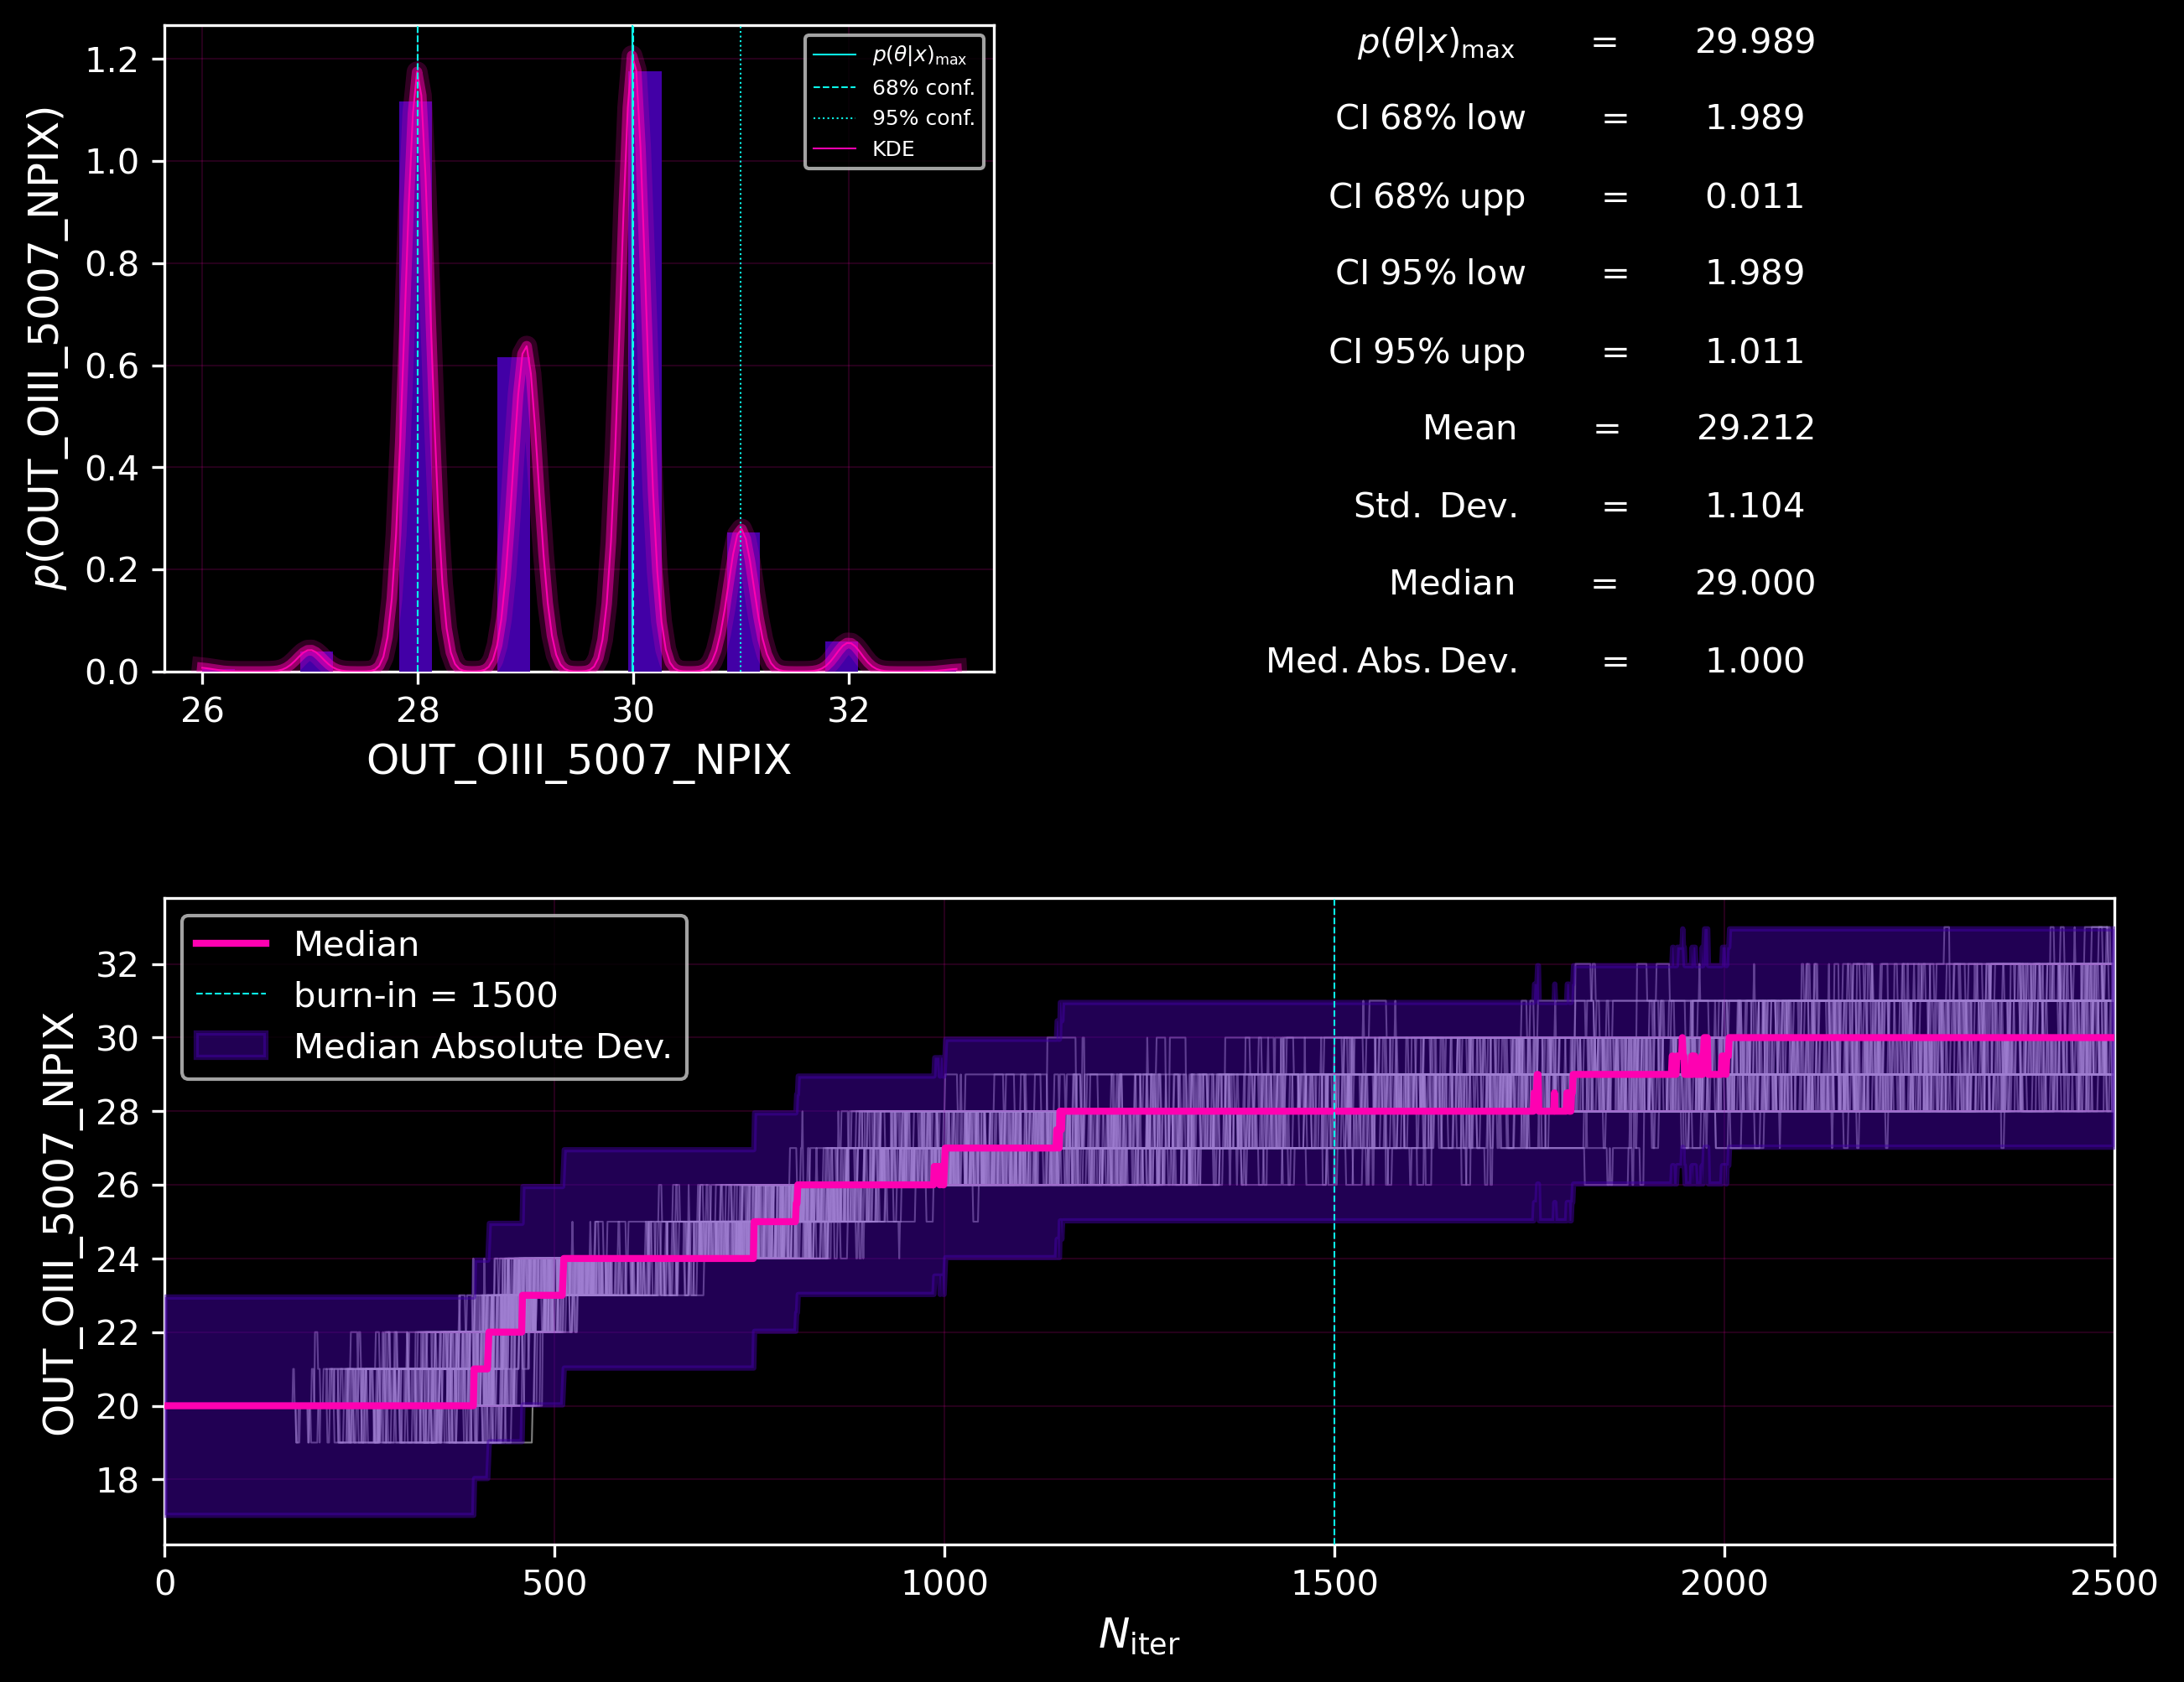 1.2
1.0
0.8
0.6
0.4
0.2
0.0
p(OUT_OIII_5007_NPIX)
26 28 30 32
OUT_OIII_5007_NPIX
p(θ|x)max
68% conf.
95% conf.
KDE
p(θ|x)max = 29.989
CI 68% low = 1.989
CI 68% upp = 0.011
CI 95% low = 1.989
CI 95% upp = 1.011
Mean = 29.212
Std. Dev. = 1.104
Median = 29.000
Med. Abs. Dev. = 1.000
Median
burn-in = 1500
Median Absolute Dev.
32
30
28
26
24
22
20
18
OUT_OIII_5007_NPIX
0 500 1000 1500 2000 2500
Niter